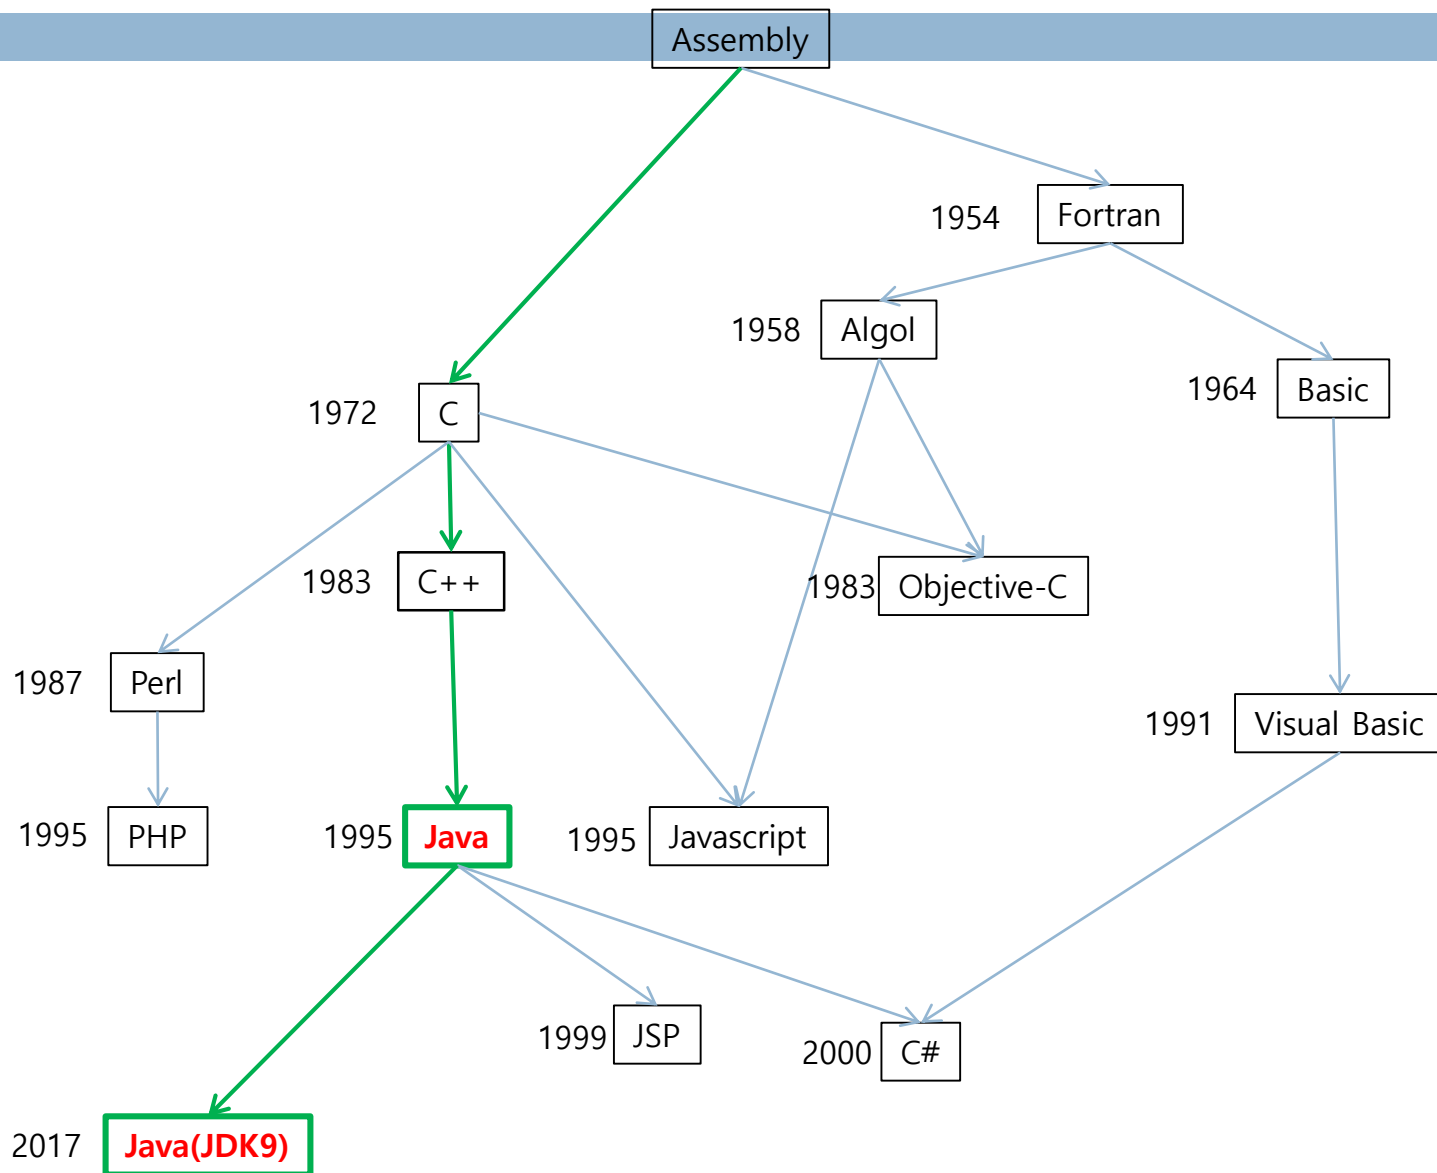 Assembly
1954 Fortran
1958 Algol
1964 Basic
1972 C
1983 C++
1983 Objective-C
1987 Perl
1991 Visual Basic
1995 PHP
1995 Java
1995 Javascript
1999 JSP
2000 C#
2017 Java(JDK9)